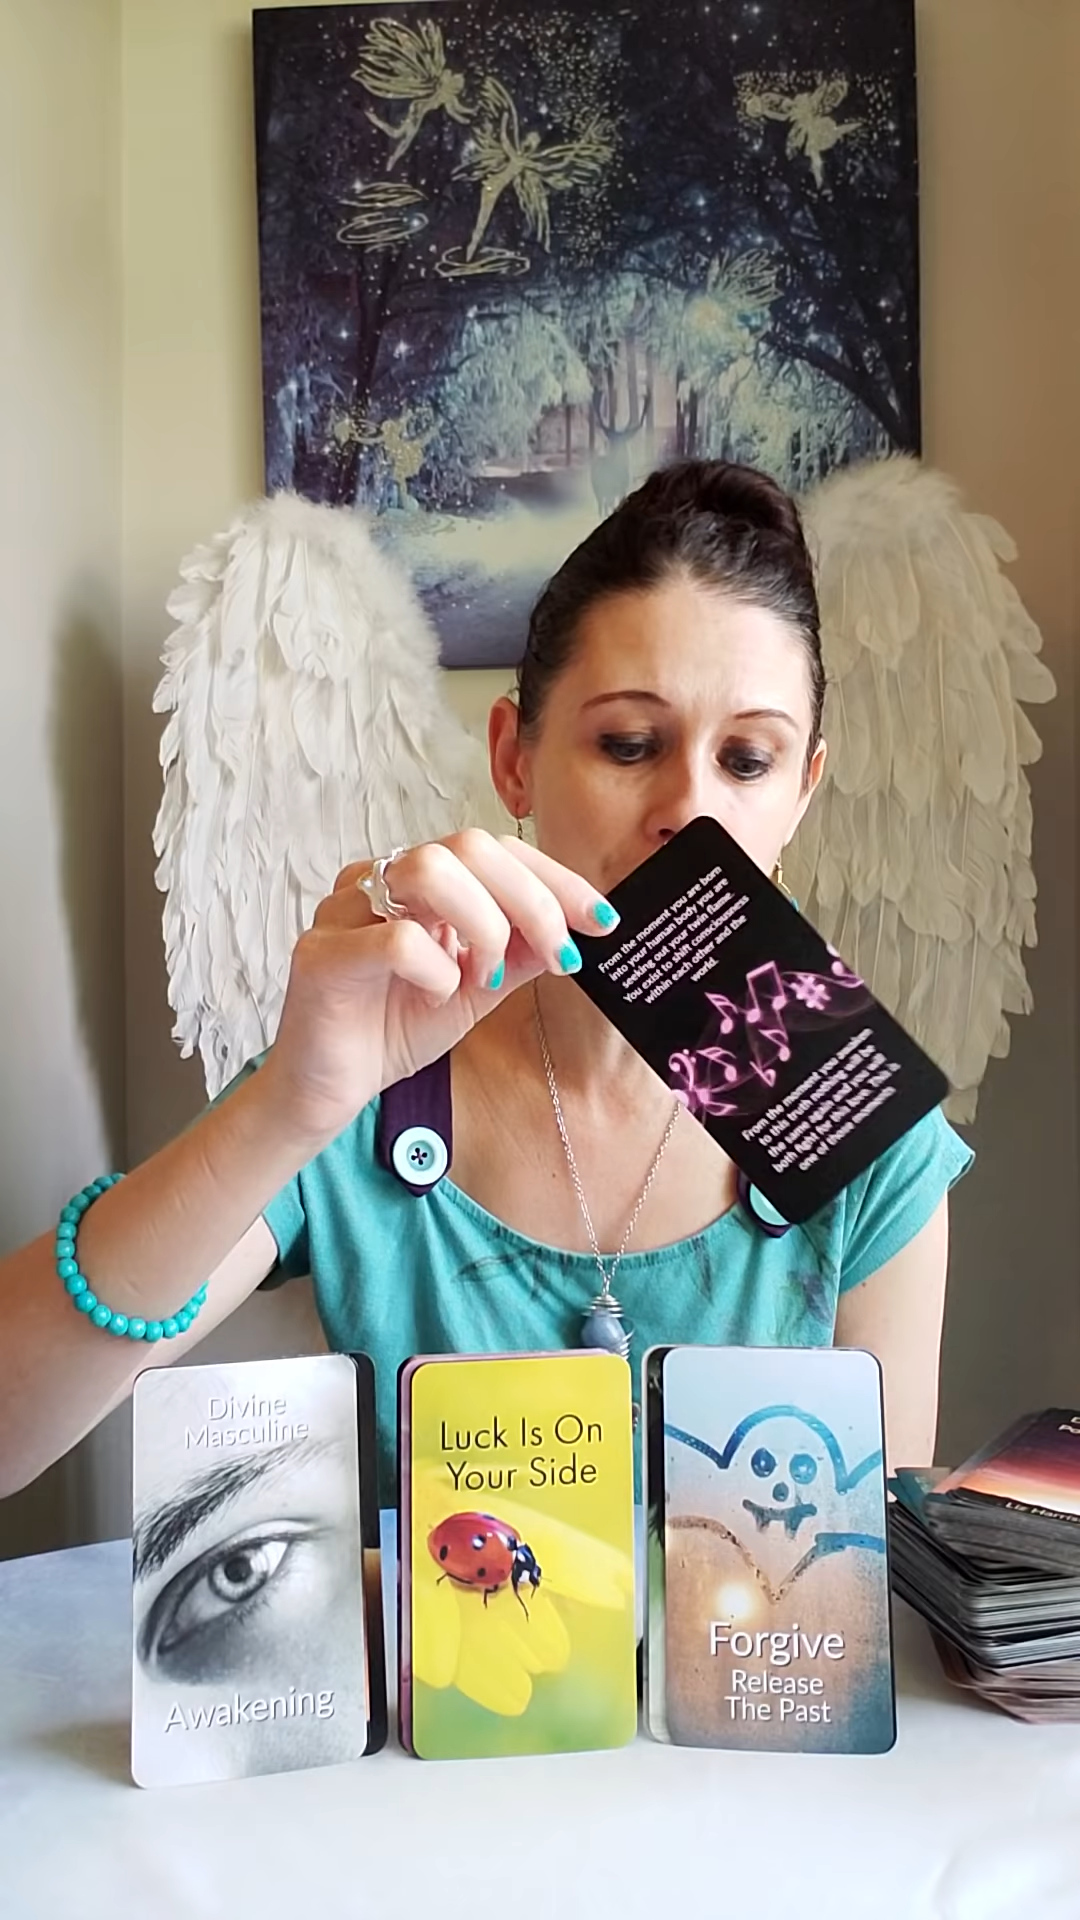 From the moment you are born
into your human body you are
seeking out your twin flame.
You exist to shift consciousness
within each other and the
world.
From the moment you awaken
to this truth nothing will be
the same again and you will
both fight for this love. This is
one of those moments
Divine
Masculine
Awakening
Luck Is On
Your Side
Forgive
Release
The Past
Liz Harris